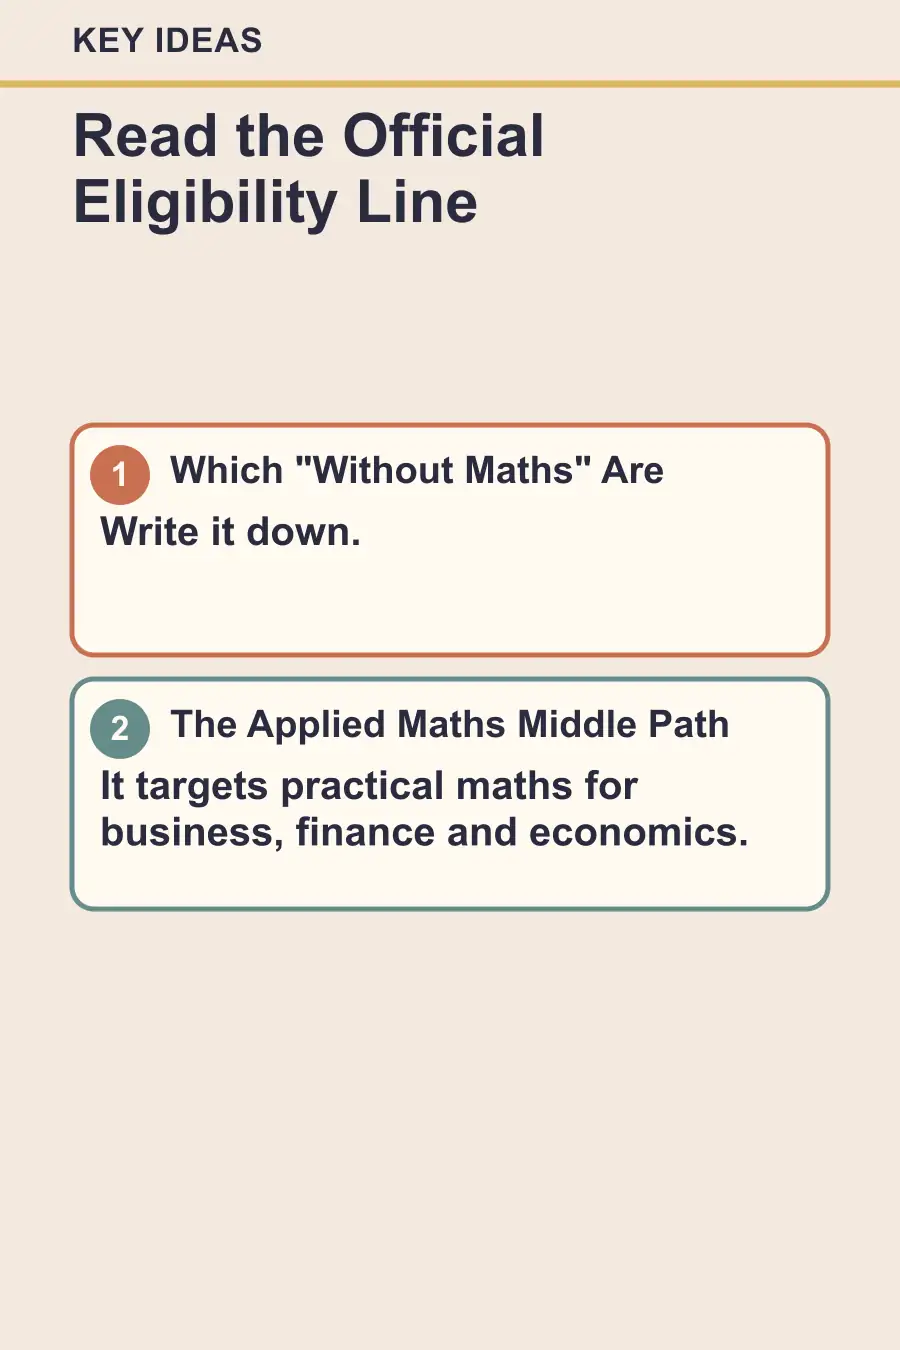 KEY IDEAS
Read the Official
Eligibility Line
1 Which "Without Maths" Are
Write it down.
2 The Applied Maths Middle Path
It targets practical maths for
business, finance and economics.